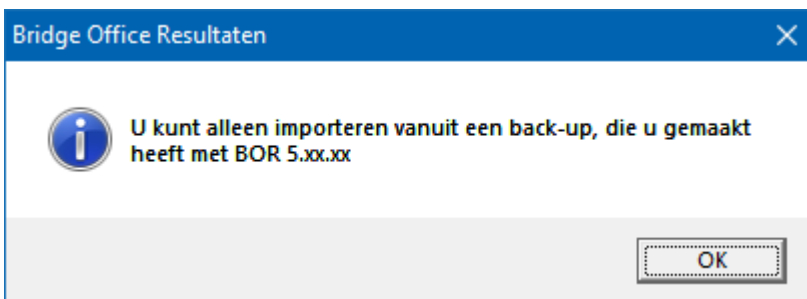 Bridge Office Resultaten
U kunt alleen importeren vanuit een back-up, die u gemaakt
heeft met BOR 5.xx.xx
OK